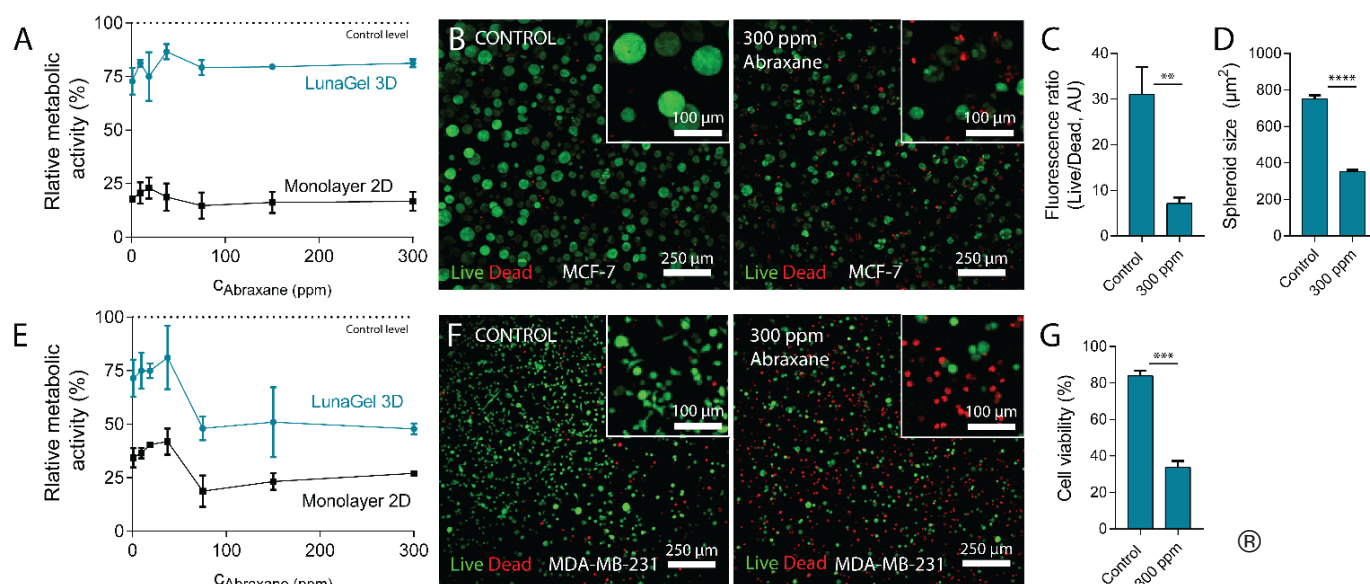 A
Rlative metabolic
activity (%)
100
75
50
25
0
Control level
LunaGel 3D
Monolayer 2D
0
100
200
300
cAbraxane (ppm)
B
CONTROL
100 µm
Live Dead
MCF-7
250 µm
300 ppm
Abraxane
100 µm
Live Dead
MCF-7
250 µm
C
Fluorescence ratio
(Live/Dead, AU)
40
30
20
10
0
**
Control
300 ppm
D
Spheroid size (µm²)
1000
800
600
400
200
0
****
Control
300 ppm
E
Rlative metabolic
activity (%)
100
75
50
25
0
Control level
LunaGel 3D
Monolayer 2D
0
100
200
300
cAbraxane (ppm)
F
CONTROL
100 µm
Live Dead
MDA-MB-231
250 µm
300 ppm
Abraxane
100 µm
Live Dead
MDA-MB-231
250 µm
G
Cell viability (%)
100
80
60
40
20
0
***
Control
300 ppm
®